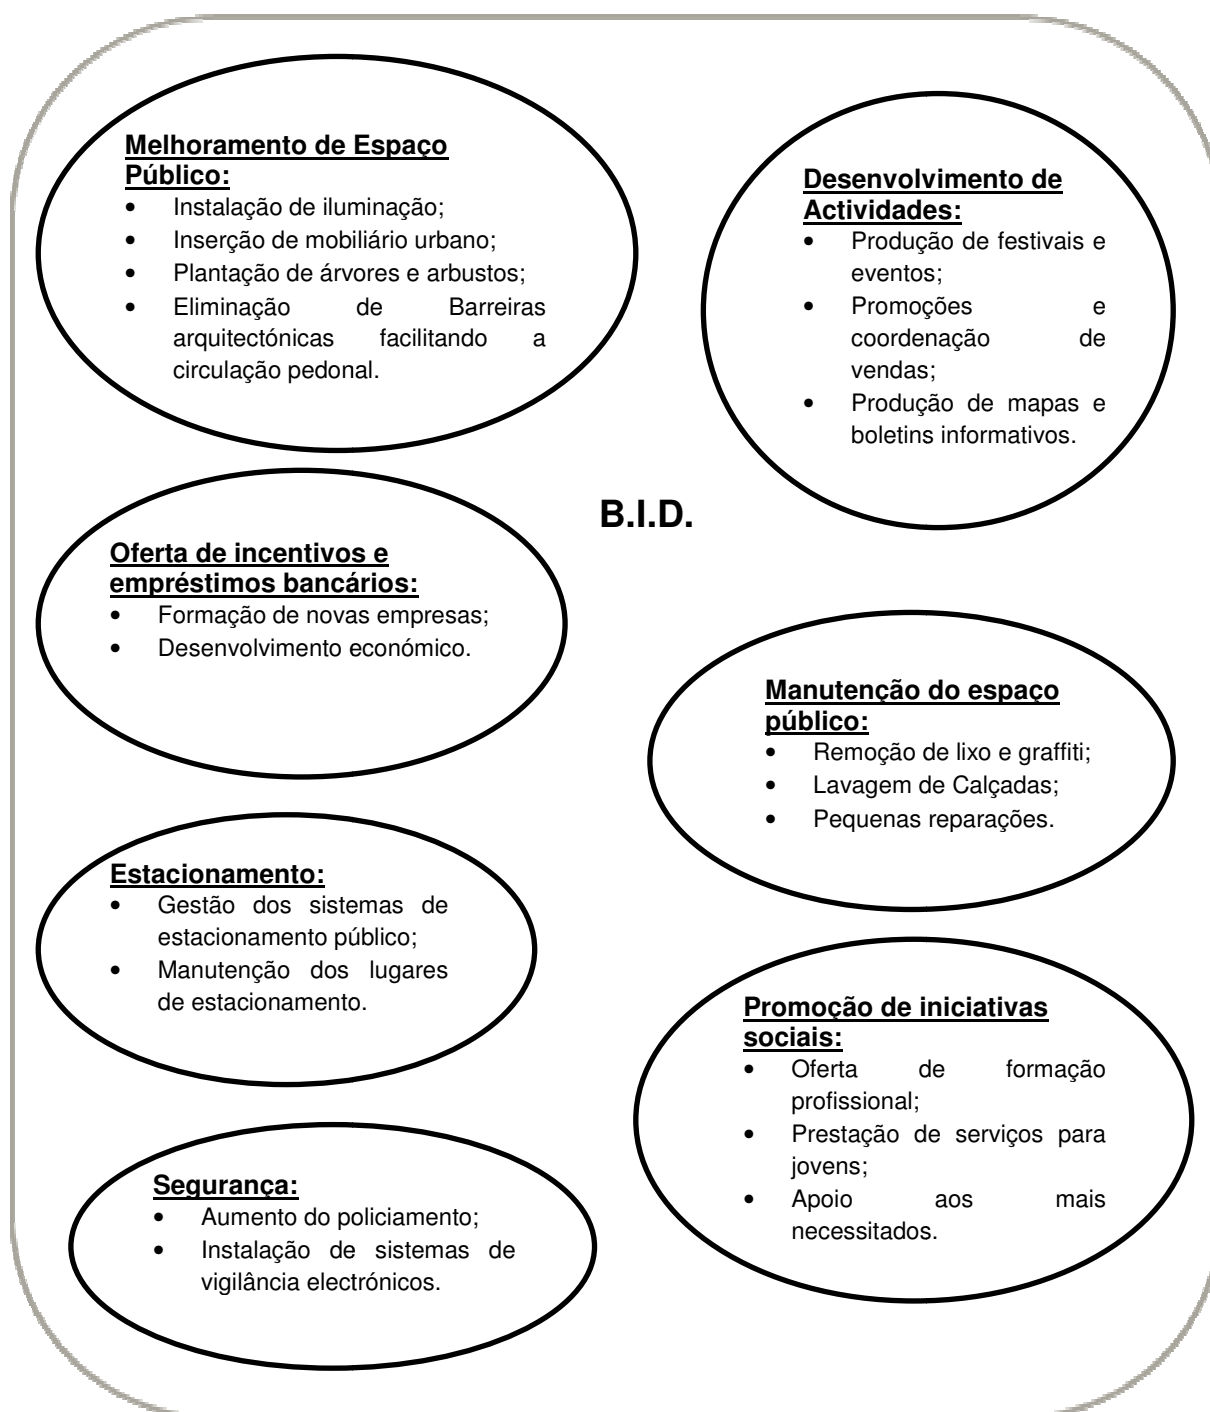 Melhoramento de Espaço
Público:
• Instalação de iluminação;
• Inserção de mobiliário urbano;
• Plantação de árvores e arbustos;
• Eliminação de Barreiras
arquitectónicas facilitando a
circulação pedonal.
Desenvolvimento de
Actividades:
• Produção de festivais e
eventos;
• Promoções e
coordenação de
vendas;
• Produção de mapas e
boletins informativos.
B.I.D.
Oferta de incentivos e
empréstimos bancários:
• Formação de novas empresas;
• Desenvolvimento económico.
Manutenção do espaço
público:
• Remoção de lixo e graffiti;
• Lavagem de Calçadas;
• Pequenas reparações.
Estacionamento:
• Gestão dos sistemas de
estacionamento público;
• Manutenção dos lugares
de estacionamento.
Promoção de iniciativas
sociais:
• Oferta de formação
profissional;
• Prestação de serviços para
jovens;
• Apoio aos mais
necessitados.
Segurança:
• Aumento do policiamento;
• Instalação de sistemas de
vigilância electrónicos.